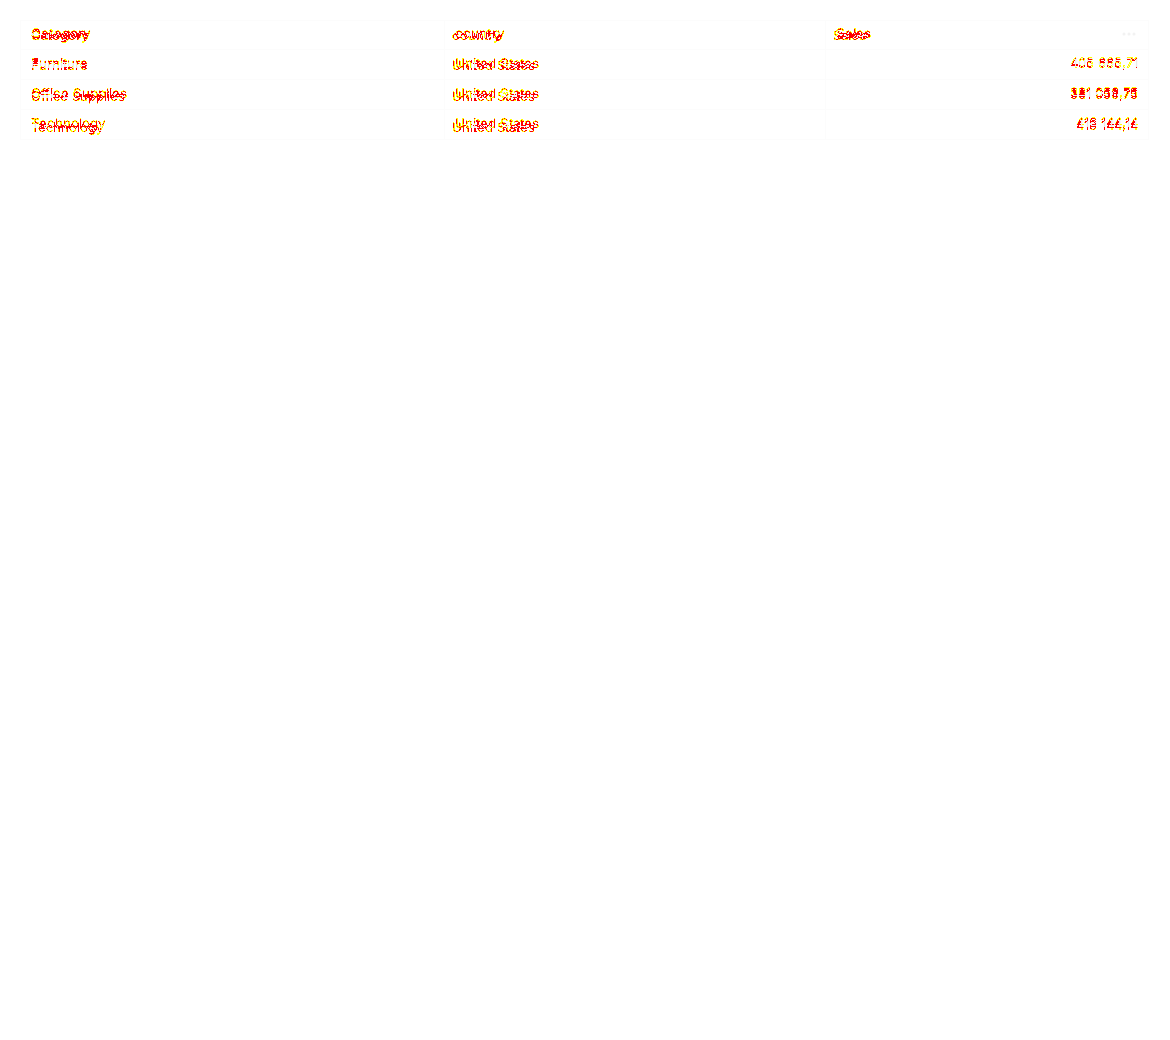 Category country Sales ...
Furniture United States
Office Supplies United States
Technology United States